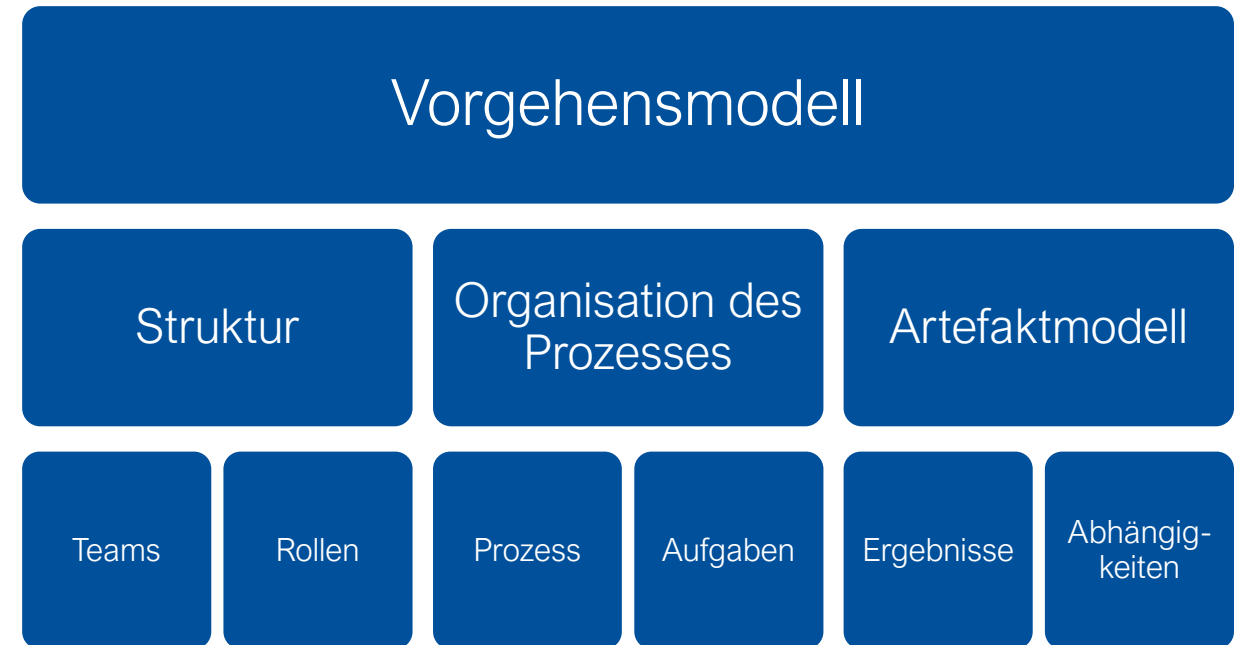 Vorgehensmodell
Struktur
Organisation des
Prozesses
Artefaktmodell
Teams
Rollen
Prozess
Aufgaben
Ergebnisse
Abhängig-
keiten